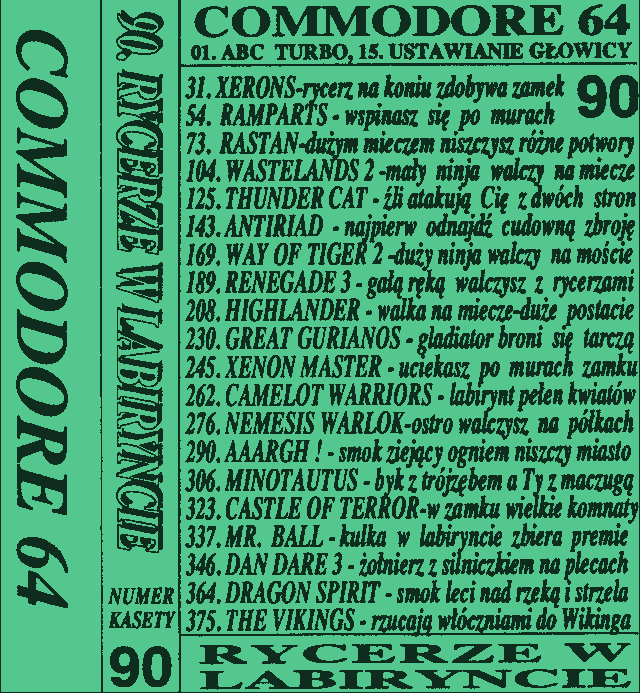 COMMODORE 64
90. RYCERZE W LABIRYNCIE
NUMER
KASETY
90
COMMODORE 64
01. ABC TURBO, 15. USTAWIANIE GŁOWICY
90
31. XERONS-rycerz na koniu zdobywa zamek
54. RAMPARTS - wspinasz się po murach
73. RASTAN-dużym mieczem niszczysz różne potwory
104. WASTELANDS 2 -mały ninja walczy na miecze
125. THUNDER CAT - źli atakują Cię z dwóch stron
143. ANTIRIAD - najpierw odnajdź cudowną zbroję
169. WAY OF TIGER 2 -duży ninja walczy na moście
189. RENEGADE 3 - gałą ręką walczysz z rycerzami
208. HIGHLANDER - walka na miecze-duże postacie
230. GREAT GURIANOS - gladiator broni się tarczą
245. XENON MASTER - uciekasz po murach zamku
262. CAMELOT WARRIORS - labirynt pełen kwiatów
276. NEMESIS WARLOK-ostro walczysz na półkach
290. AAARGH ! - smok ziejący ogniem niszczy miasto
306. MINOTAUTUS - byk z trójzębem a Ty z maczugą
323. CASTLE OF TERROR-w zamku wielkie komnaty
337. MR. BALL - kulka w labiryncie zbiera premie
346. DAN DARE 3 - żołnierz z silniczkiem na plecach
364. DRAGON SPIRIT - smok leci nad rzeką i strzela
375. THE VIKINGS - rzucają włóczniami do Wikinga
RYCERZE W
LABIRYNCIE